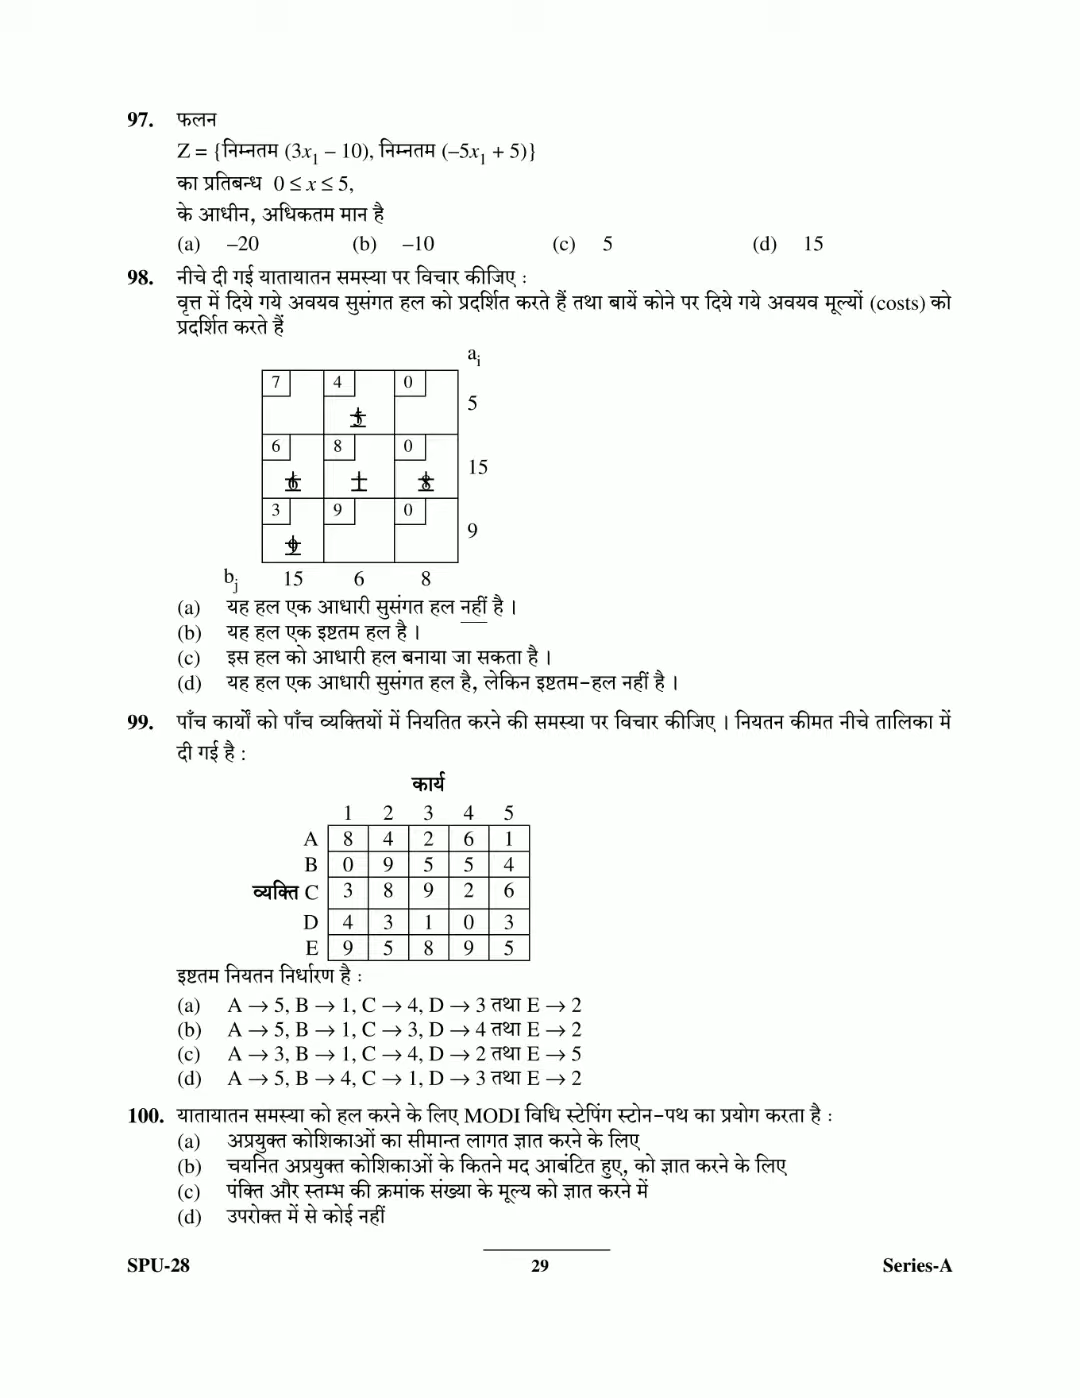 97. फलन
Z = {निम्नतम (3x₁ – 10), निम्नतम (–5x₁ + 5)}
का प्रतिबन्ध 0 ≤ x ≤ 5,
के आधीन, अधिकतम मान है
(a) –20 (b) –10 (c) 5 (d) 15
98. नीचे दी गई यातायातन समस्या पर विचार कीजिए :
वृत्त में दिये गये अवयव सुसंगत हल को प्रदर्शित करते हैं तथा बायें कोने पर दिये गये अवयव मूल्यों (costs) को
प्रदर्शित करते हैं
aᵢ
7 4 0
5 5
6 8 0
6 1 8 15
3 9 0
9 9
bⱼ 15 6 8
(a) यह हल एक आधारी सुसंगत हल नहीं है ।
(b) यह हल एक इष्टतम हल है ।
(c) इस हल को आधारी हल बनाया जा सकता है ।
(d) यह हल एक आधारी सुसंगत हल है, लेकिन इष्टतम-हल नहीं है ।
99. पाँच कार्यों को पाँच व्यक्तियों में नियतित करने की समस्या पर विचार कीजिए । नियतन कीमत नीचे तालिका में
दी गई है :
कार्य
1 2 3 4 5
A 8 4 2 6 1
B 0 9 5 5 4
व्यक्ति C 3 8 9 2 6
D 4 3 1 0 3
E 9 5 8 9 5
इष्टतम नियतन निर्धारण है :
(a) A → 5, B → 1, C → 4, D → 3 तथा E → 2
(b) A → 5, B → 1, C → 3, D → 4 तथा E → 2
(c) A → 3, B → 1, C → 4, D → 2 तथा E → 5
(d) A → 5, B → 4, C → 1, D → 3 तथा E → 2
100. यातायातन समस्या को हल करने के लिए MODI विधि स्टेपिंग स्टोन-पथ का प्रयोग करता है :
(a) अप्रयुक्त कोशिकाओं का सीमान्त लागत ज्ञात करने के लिए
(b) चयनित अप्रयुक्त कोशिकाओं के कितने मद आबंटित हुए, को ज्ञात करने के लिए
(c) पंक्ति और स्तम्भ की क्रमांक संख्या के मूल्य को ज्ञात करने में
(d) उपरोक्त में से कोई नहीं
SPU-28 29 Series-A